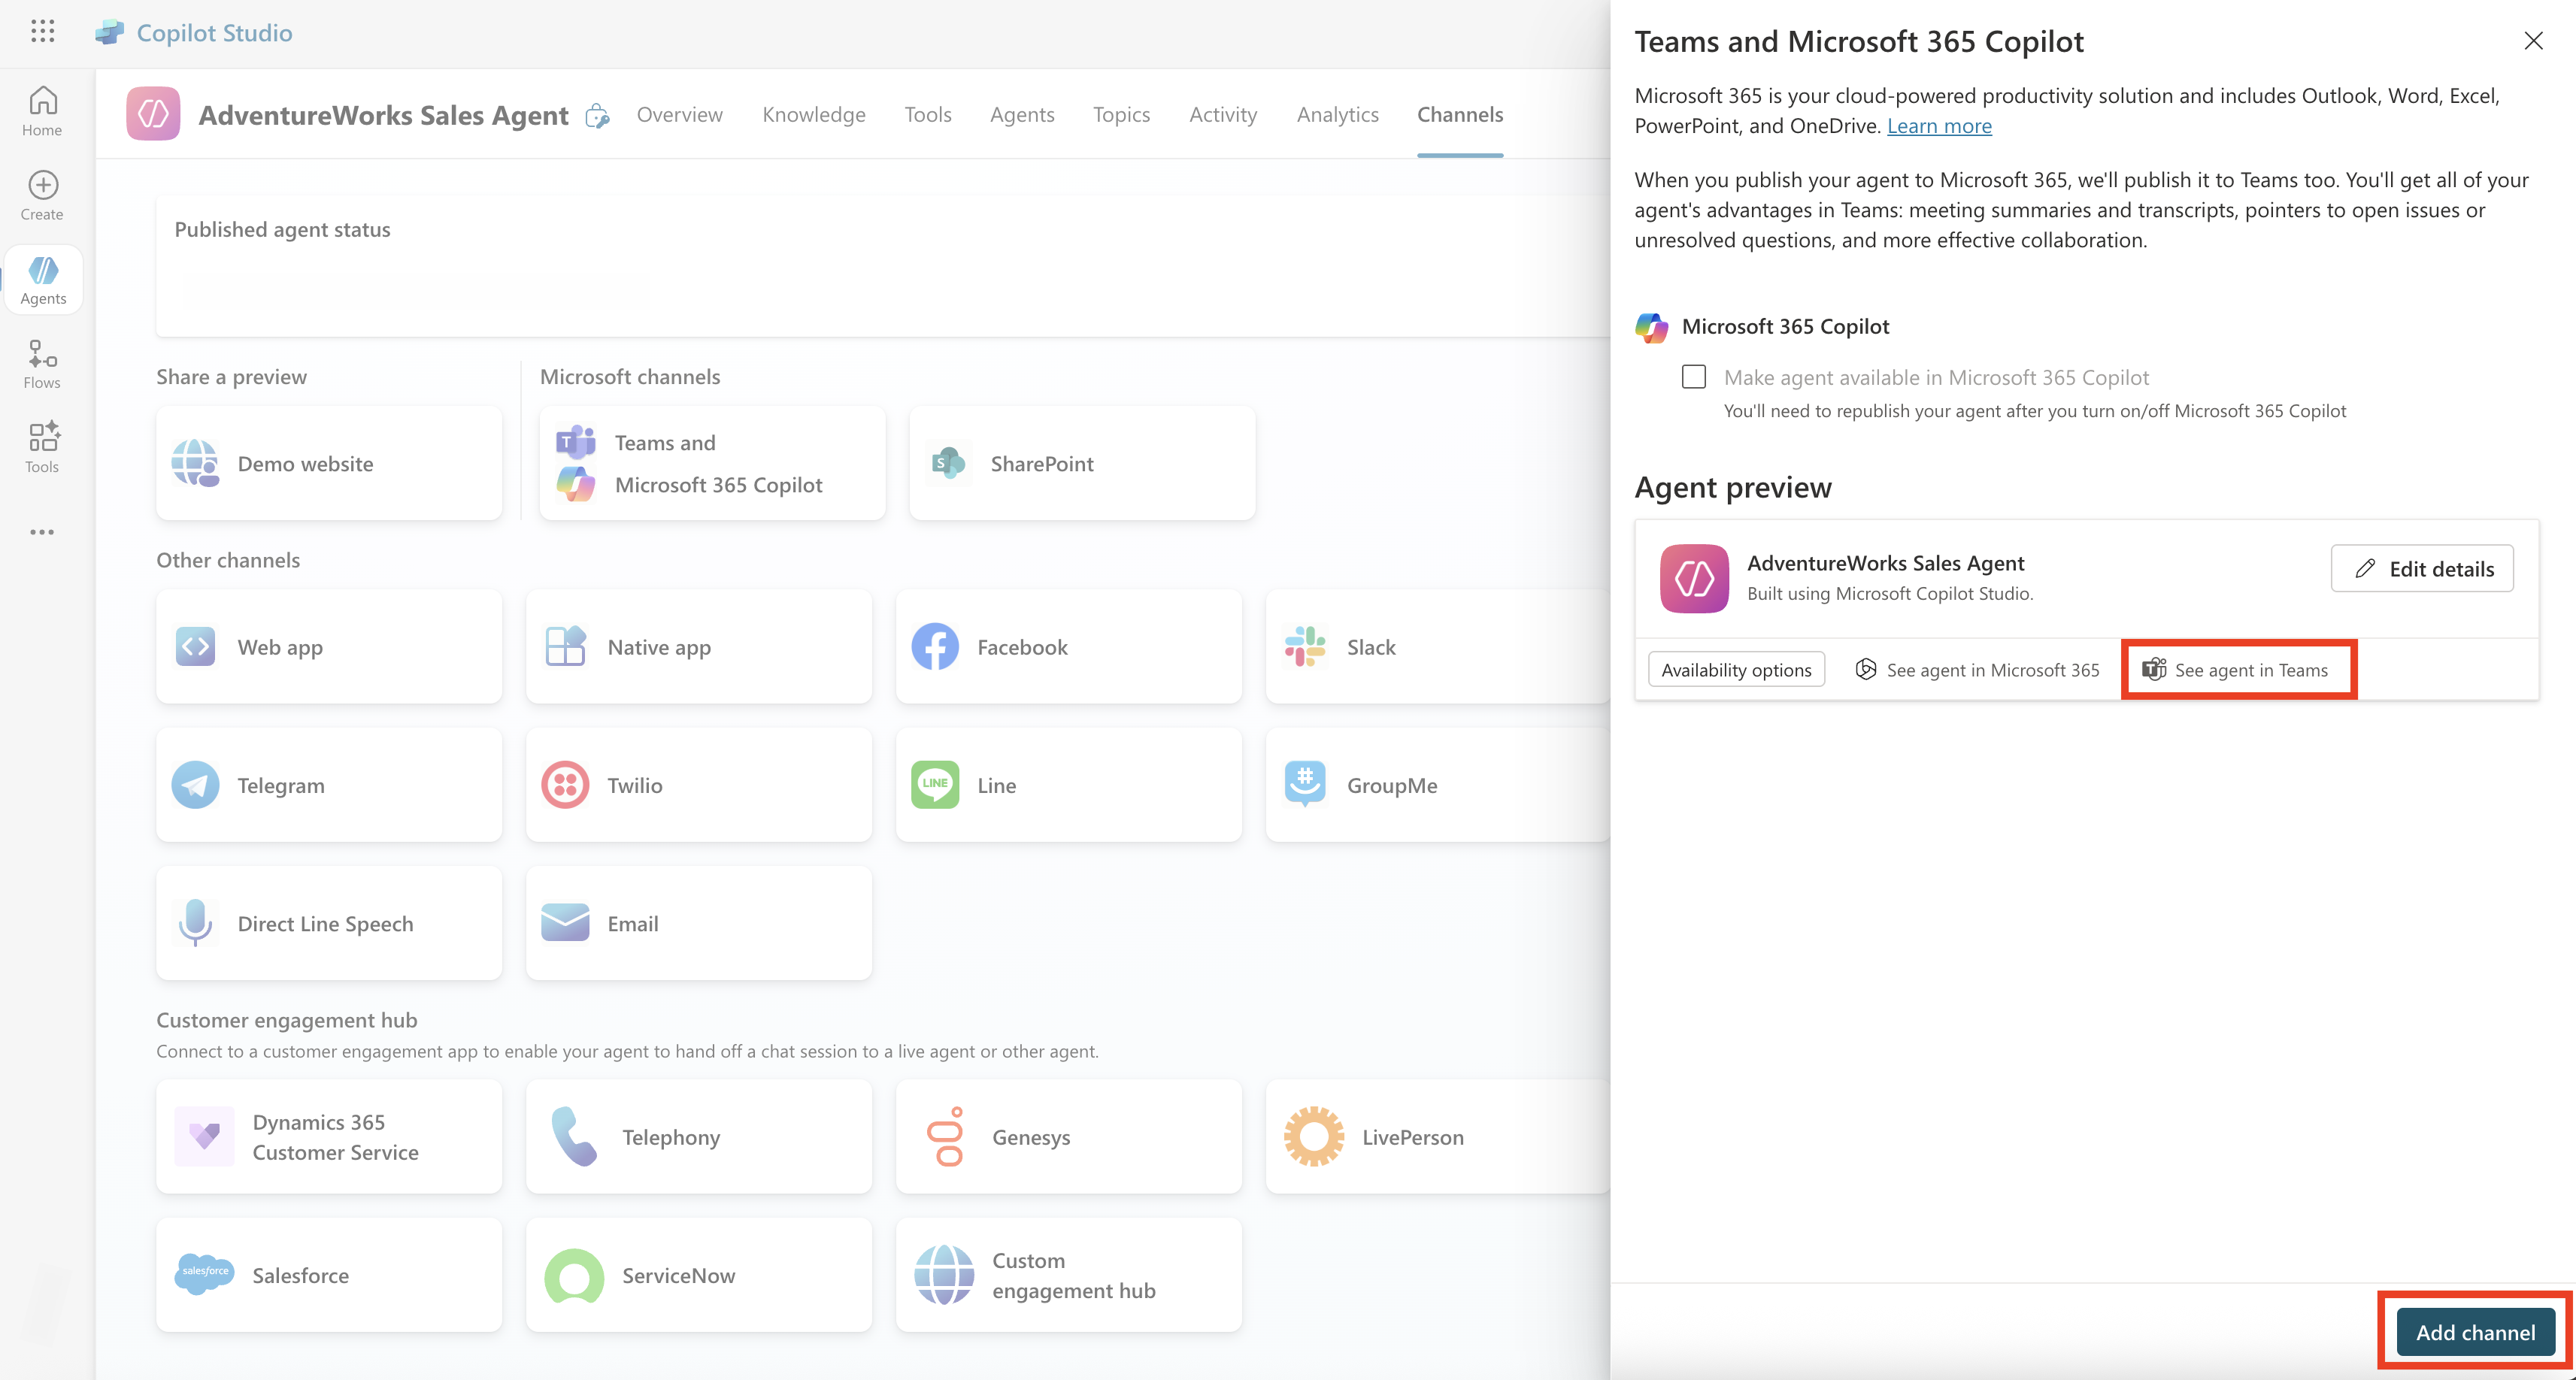 Copilot Studio
Home
Create
Agents
Flows
Tools
AdventureWorks Sales Agent
Overview
Knowledge
Tools
Agents
Topics
Activity
Analytics
Channels
Published agent status
Share a preview
Demo website
Microsoft channels
Teams and
Microsoft 365 Copilot
SharePoint
Other channels
Web app
Native app
Facebook
Slack
Telegram
Twilio
LINE
Line
GroupMe
Direct Line Speech
Email
Customer engagement hub
Connect to a customer engagement app to enable your agent to hand off a chat session to a live agent or other agent.
Dynamics 365
Customer Service
Telephony
Genesys
LivePerson
salesforce
Salesforce
ServiceNow
Custom
engagement hub
Teams and Microsoft 365 Copilot
Microsoft 365 is your cloud-powered productivity solution and includes Outlook, Word, Excel,
PowerPoint, and OneDrive. Learn more
When you publish your agent to Microsoft 365, we'll publish it to Teams too. You'll get all of your
agent's advantages in Teams: meeting summaries and transcripts, pointers to open issues or
unresolved questions, and more effective collaboration.
Microsoft 365 Copilot
Make agent available in Microsoft 365 Copilot
You'll need to republish your agent after you turn on/off Microsoft 365 Copilot
Agent preview
AdventureWorks Sales Agent
Built using Microsoft Copilot Studio.
Edit details
Availability options
See agent in Microsoft 365
See agent in Teams
Add channel